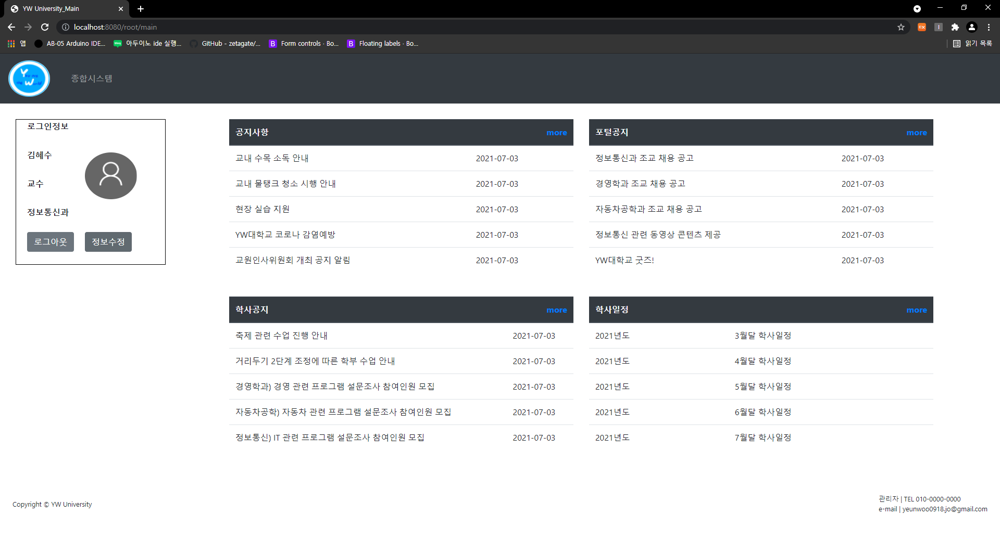 YW University_Main
localhost:8080/root/main
앱 AB-05 Arduino IDE... 아두이노 ide 실행... GitHub - zetagate/... Form controls · Bo... Floating labels · Bo... 읽기 목록
종합시스템
로그인정보
김혜수
교수
정보통신과
로그아웃 정보수정
공지사항 more
교내 수목 소독 안내 2021-07-03
교내 물탱크 청소 시행 안내 2021-07-03
현장 실습 지원 2021-07-03
YW대학교 코로나 감염예방 2021-07-03
교원인사위원회 개최 공지 알림 2021-07-03
포털공지 more
정보통신과 조교 채용 공고 2021-07-03
경영학과 조교 채용 공고 2021-07-03
자동차공학과 조교 채용 공고 2021-07-03
정보통신 관련 동영상 콘텐츠 제공 2021-07-03
YW대학교 굿즈! 2021-07-03
학사공지 more
축제 관련 수업 진행 안내 2021-07-03
거리두기 2단계 조정에 따른 학부 수업 안내 2021-07-03
경영학과) 경영 관련 프로그램 설문조사 참여인원 모집 2021-07-03
자동차공학) 자동차 관련 프로그램 설문조사 참여인원 모집 2021-07-03
정보통신) IT 관련 프로그램 설문조사 참여인원 모집 2021-07-03
학사일정 more
2021년도 3월달 학사일정
2021년도 4월달 학사일정
2021년도 5월달 학사일정
2021년도 6월달 학사일정
2021년도 7월달 학사일정
Copyright © YW University
관리자 | TEL 010-0000-0000
e-mail | yeunwoo0918.jo@gmail.com